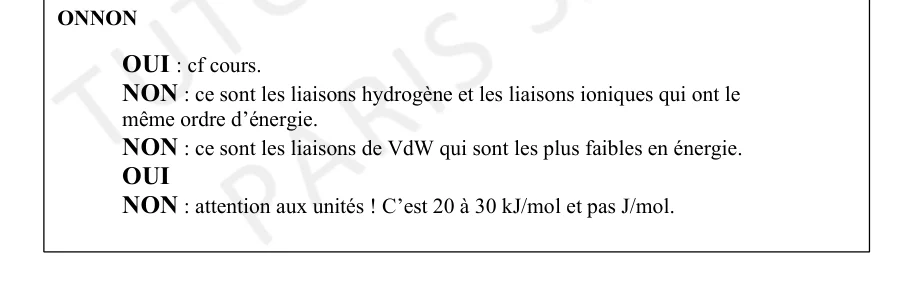 ONNON
OUI : cf cours.
NON : ce sont les liaisons hydrogène et les liaisons ioniques qui ont le
même ordre d’énergie.
NON : ce sont les liaisons de VdW qui sont les plus faibles en énergie.
OUI
NON : attention aux unités ! C’est 20 à 30 kJ/mol et pas J/mol.
PARIS